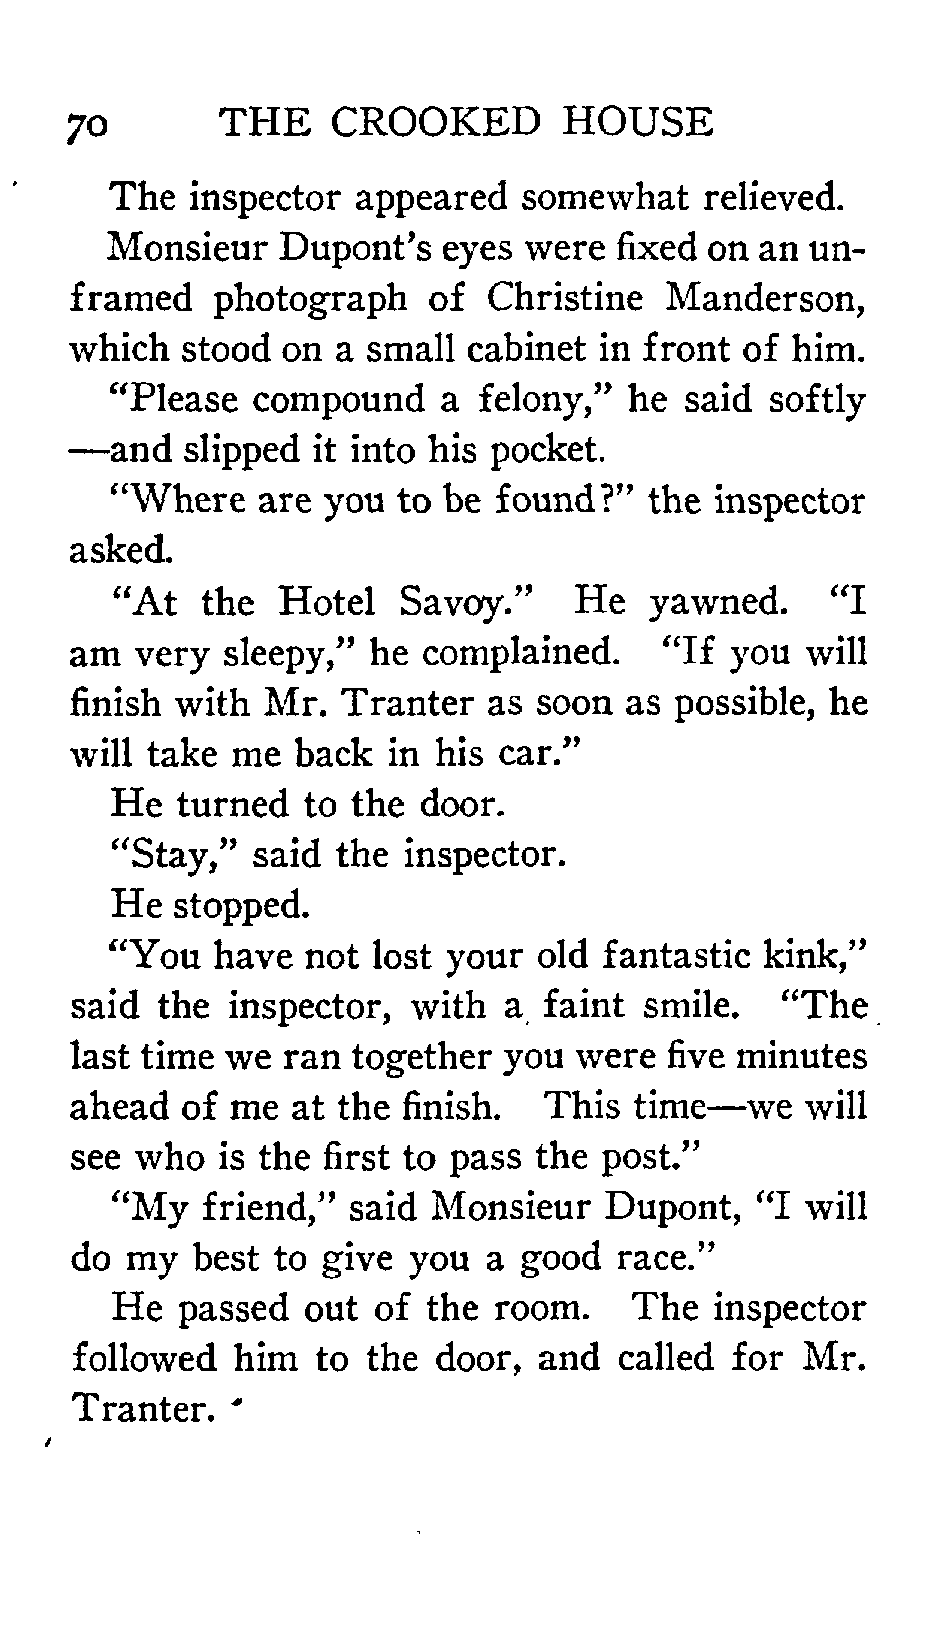 70 THE CROOKED HOUSE
The inspector appeared somewhat relieved.
Monsieur Dupont's eyes were fixed on an un-
framed photograph of Christine Manderson,
which stood on a small cabinet in front of him.
"Please compound a felony," he said softly
—and slipped it into his pocket.
"Where are you to be found?" the inspector
asked.
"At the Hotel Savoy." He yawned. "I
am very sleepy," he complained. "If you will
finish with Mr. Tranter as soon as possible, he
will take me back in his car."
He turned to the door.
"Stay," said the inspector.
He stopped.
"You have not lost your old fantastic kink,"
said the inspector, with a faint smile. "The
last time we ran together you were five minutes
ahead of me at the finish. This time—we will
see who is the first to pass the post."
"My friend," said Monsieur Dupont, "I will
do my best to give you a good race."
He passed out of the room. The inspector
followed him to the door, and called for Mr.
Tranter.